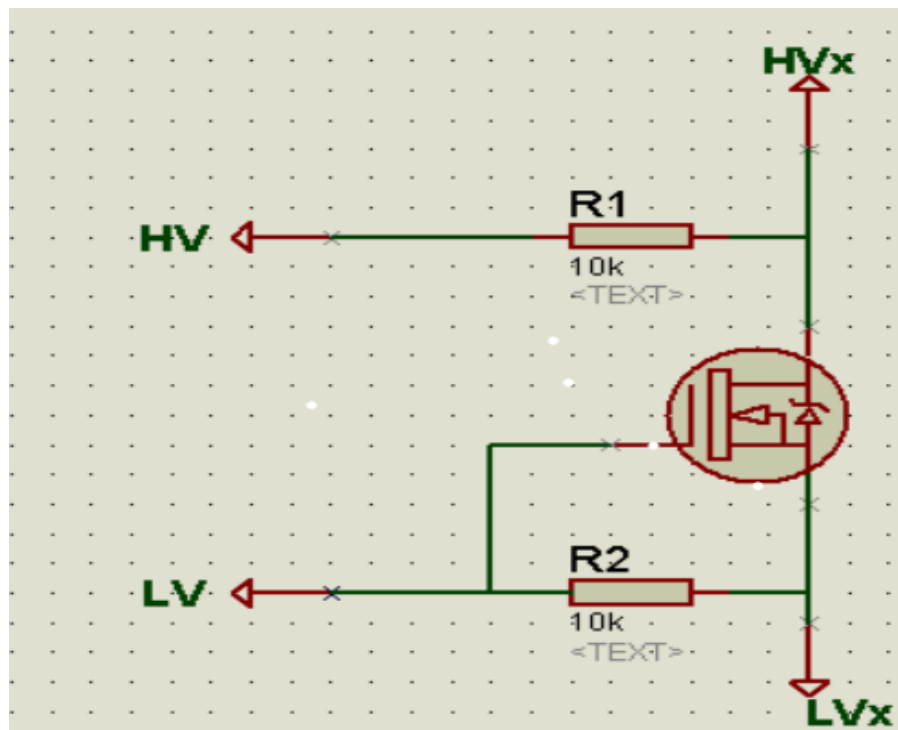 HVx
R1
HV
10k
<TEXT>
R2
LV
10k
<TEXT>
LVx